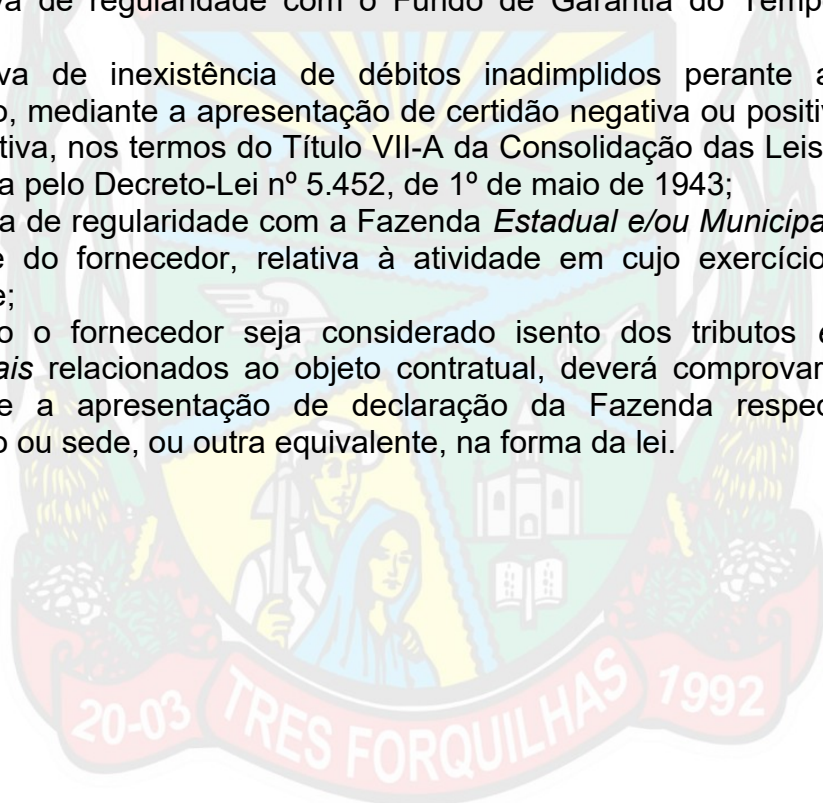 va de regularidade com o Fundo de Garantia do Temp
va de inexistência de débitos inadimplidos perante a
o, mediante a apresentação de certidão negativa ou positiv
tiva, nos termos do Título VII-A da Consolidação das Leis
a pelo Decreto-Lei nº 5.452, de 1º de maio de 1943;
a de regularidade com a Fazenda Estadual e/ou Municipa
e do fornecedor, relativa à atividade em cujo exercício
e;
o o fornecedor seja considerado isento dos tributos e
ais relacionados ao objeto contratual, deverá comprovar
e a apresentação de declaração da Fazenda respec
o ou sede, ou outra equivalente, na forma da lei.
20-03 TRES FORQUILHAS 1992